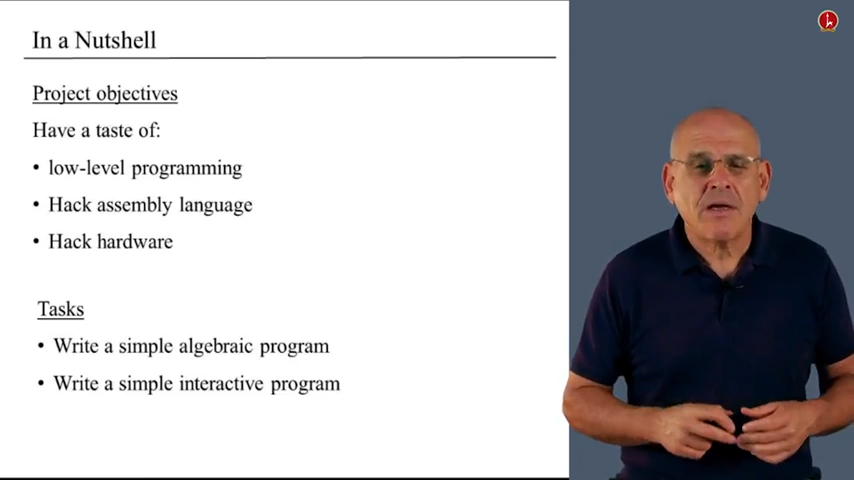 In a Nutshell
Project objectives
Have a taste of:
• low-level programming
• Hack assembly language
• Hack hardware
Tasks
• Write a simple algebraic program
• Write a simple interactive program